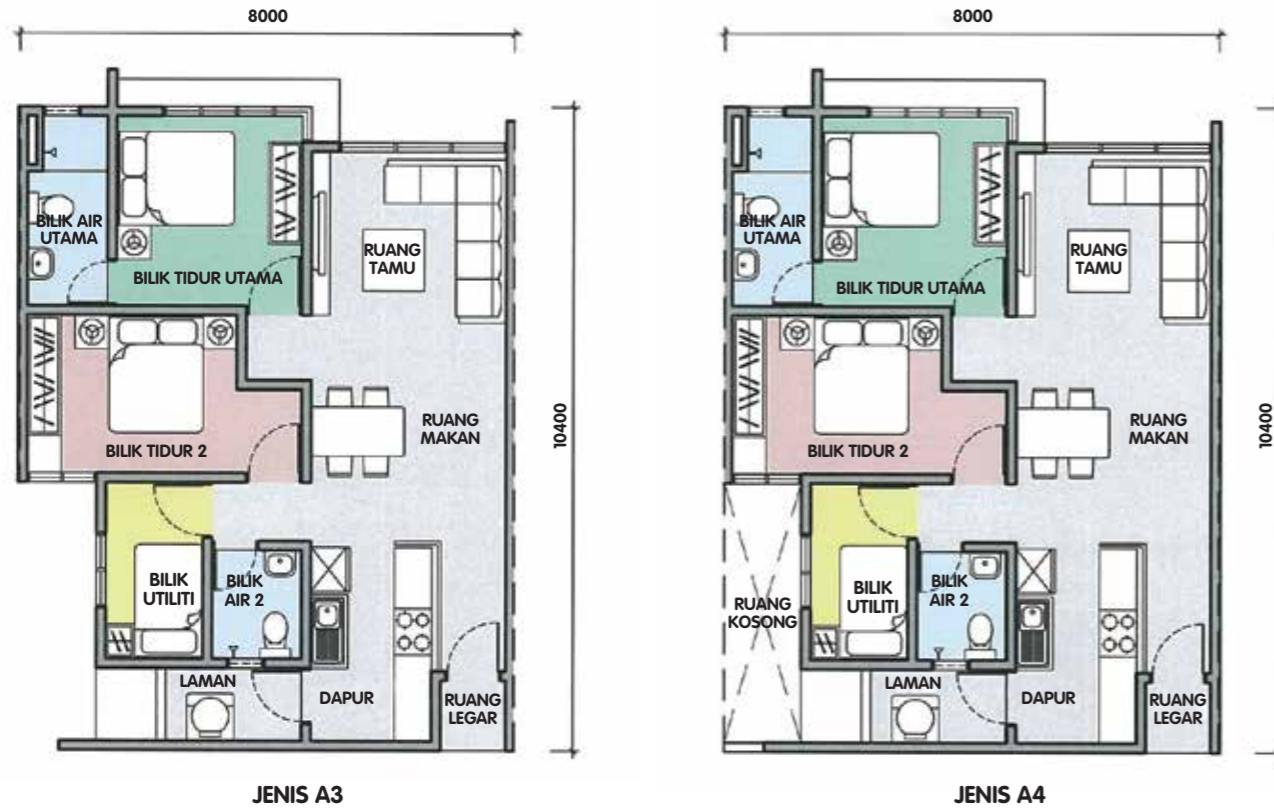 8000
BILIK AIR
UTAMA
BILIK TIDUR UTAMA
RUANG
TAMU
10400
RUANG
MAKAN
BILIK TIDUR 2
BILIK
UTILITI
BILIK
AIR 2
LAMAN
DAPUR
RUANG
LEGAR
JENIS A3
8000
BILIK AIR
UTAMA
BILIK TIDUR UTAMA
RUANG
TAMU
10400
RUANG
MAKAN
BILIK TIDUR 2
RUANG
KOSONG
BILIK
UTILITI
BILIK
AIR 2
LAMAN
DAPUR
RUANG
LEGAR
JENIS A4